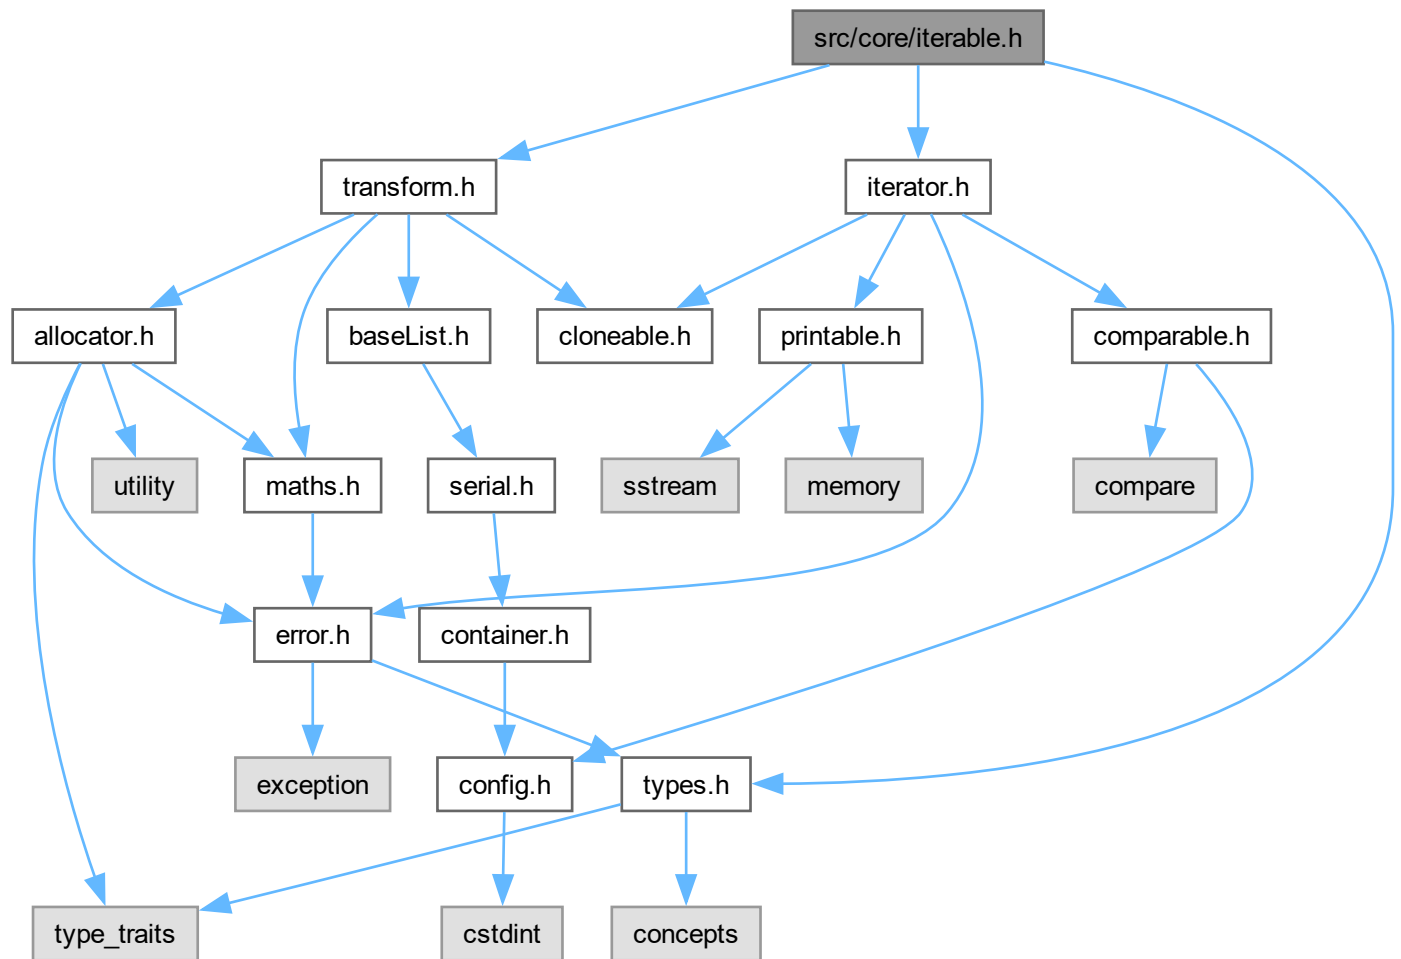 src/core/iterable.h
transform.h
iterator.h
allocator.h
baseList.h
cloneable.h
printable.h
comparable.h
utility
maths.h
serial.h
sstream
memory
compare
error.h
container.h
exception
config.h
types.h
type_traits
cstdint
concepts